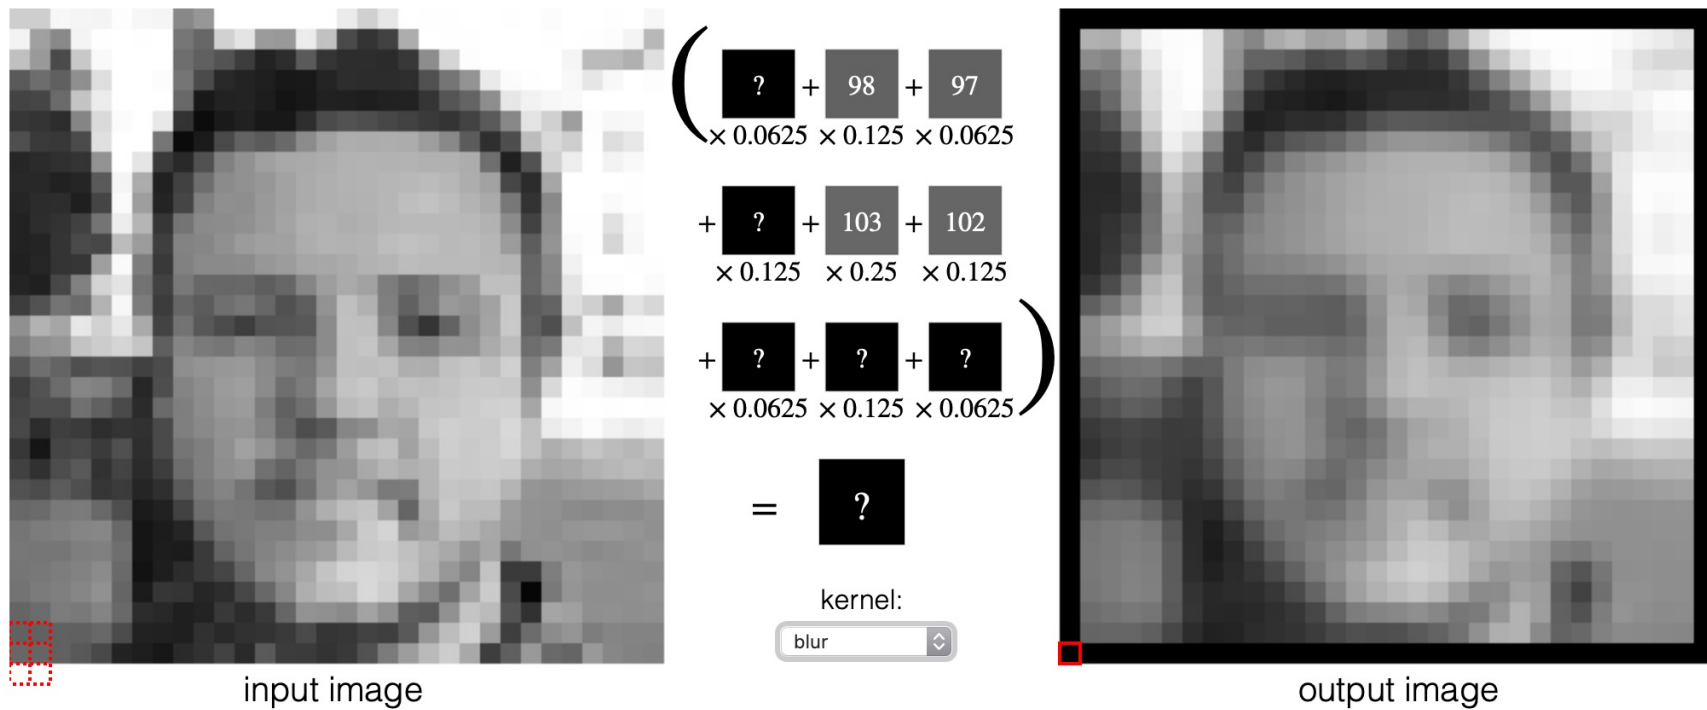 ( ? + 98 + 97
× 0.0625 × 0.125 × 0.0625
+ ? + 103 + 102
× 0.125 × 0.25 × 0.125
+ ? + ? + ? )
× 0.0625 × 0.125 × 0.0625
= ?
kernel:
blur
input image
output image